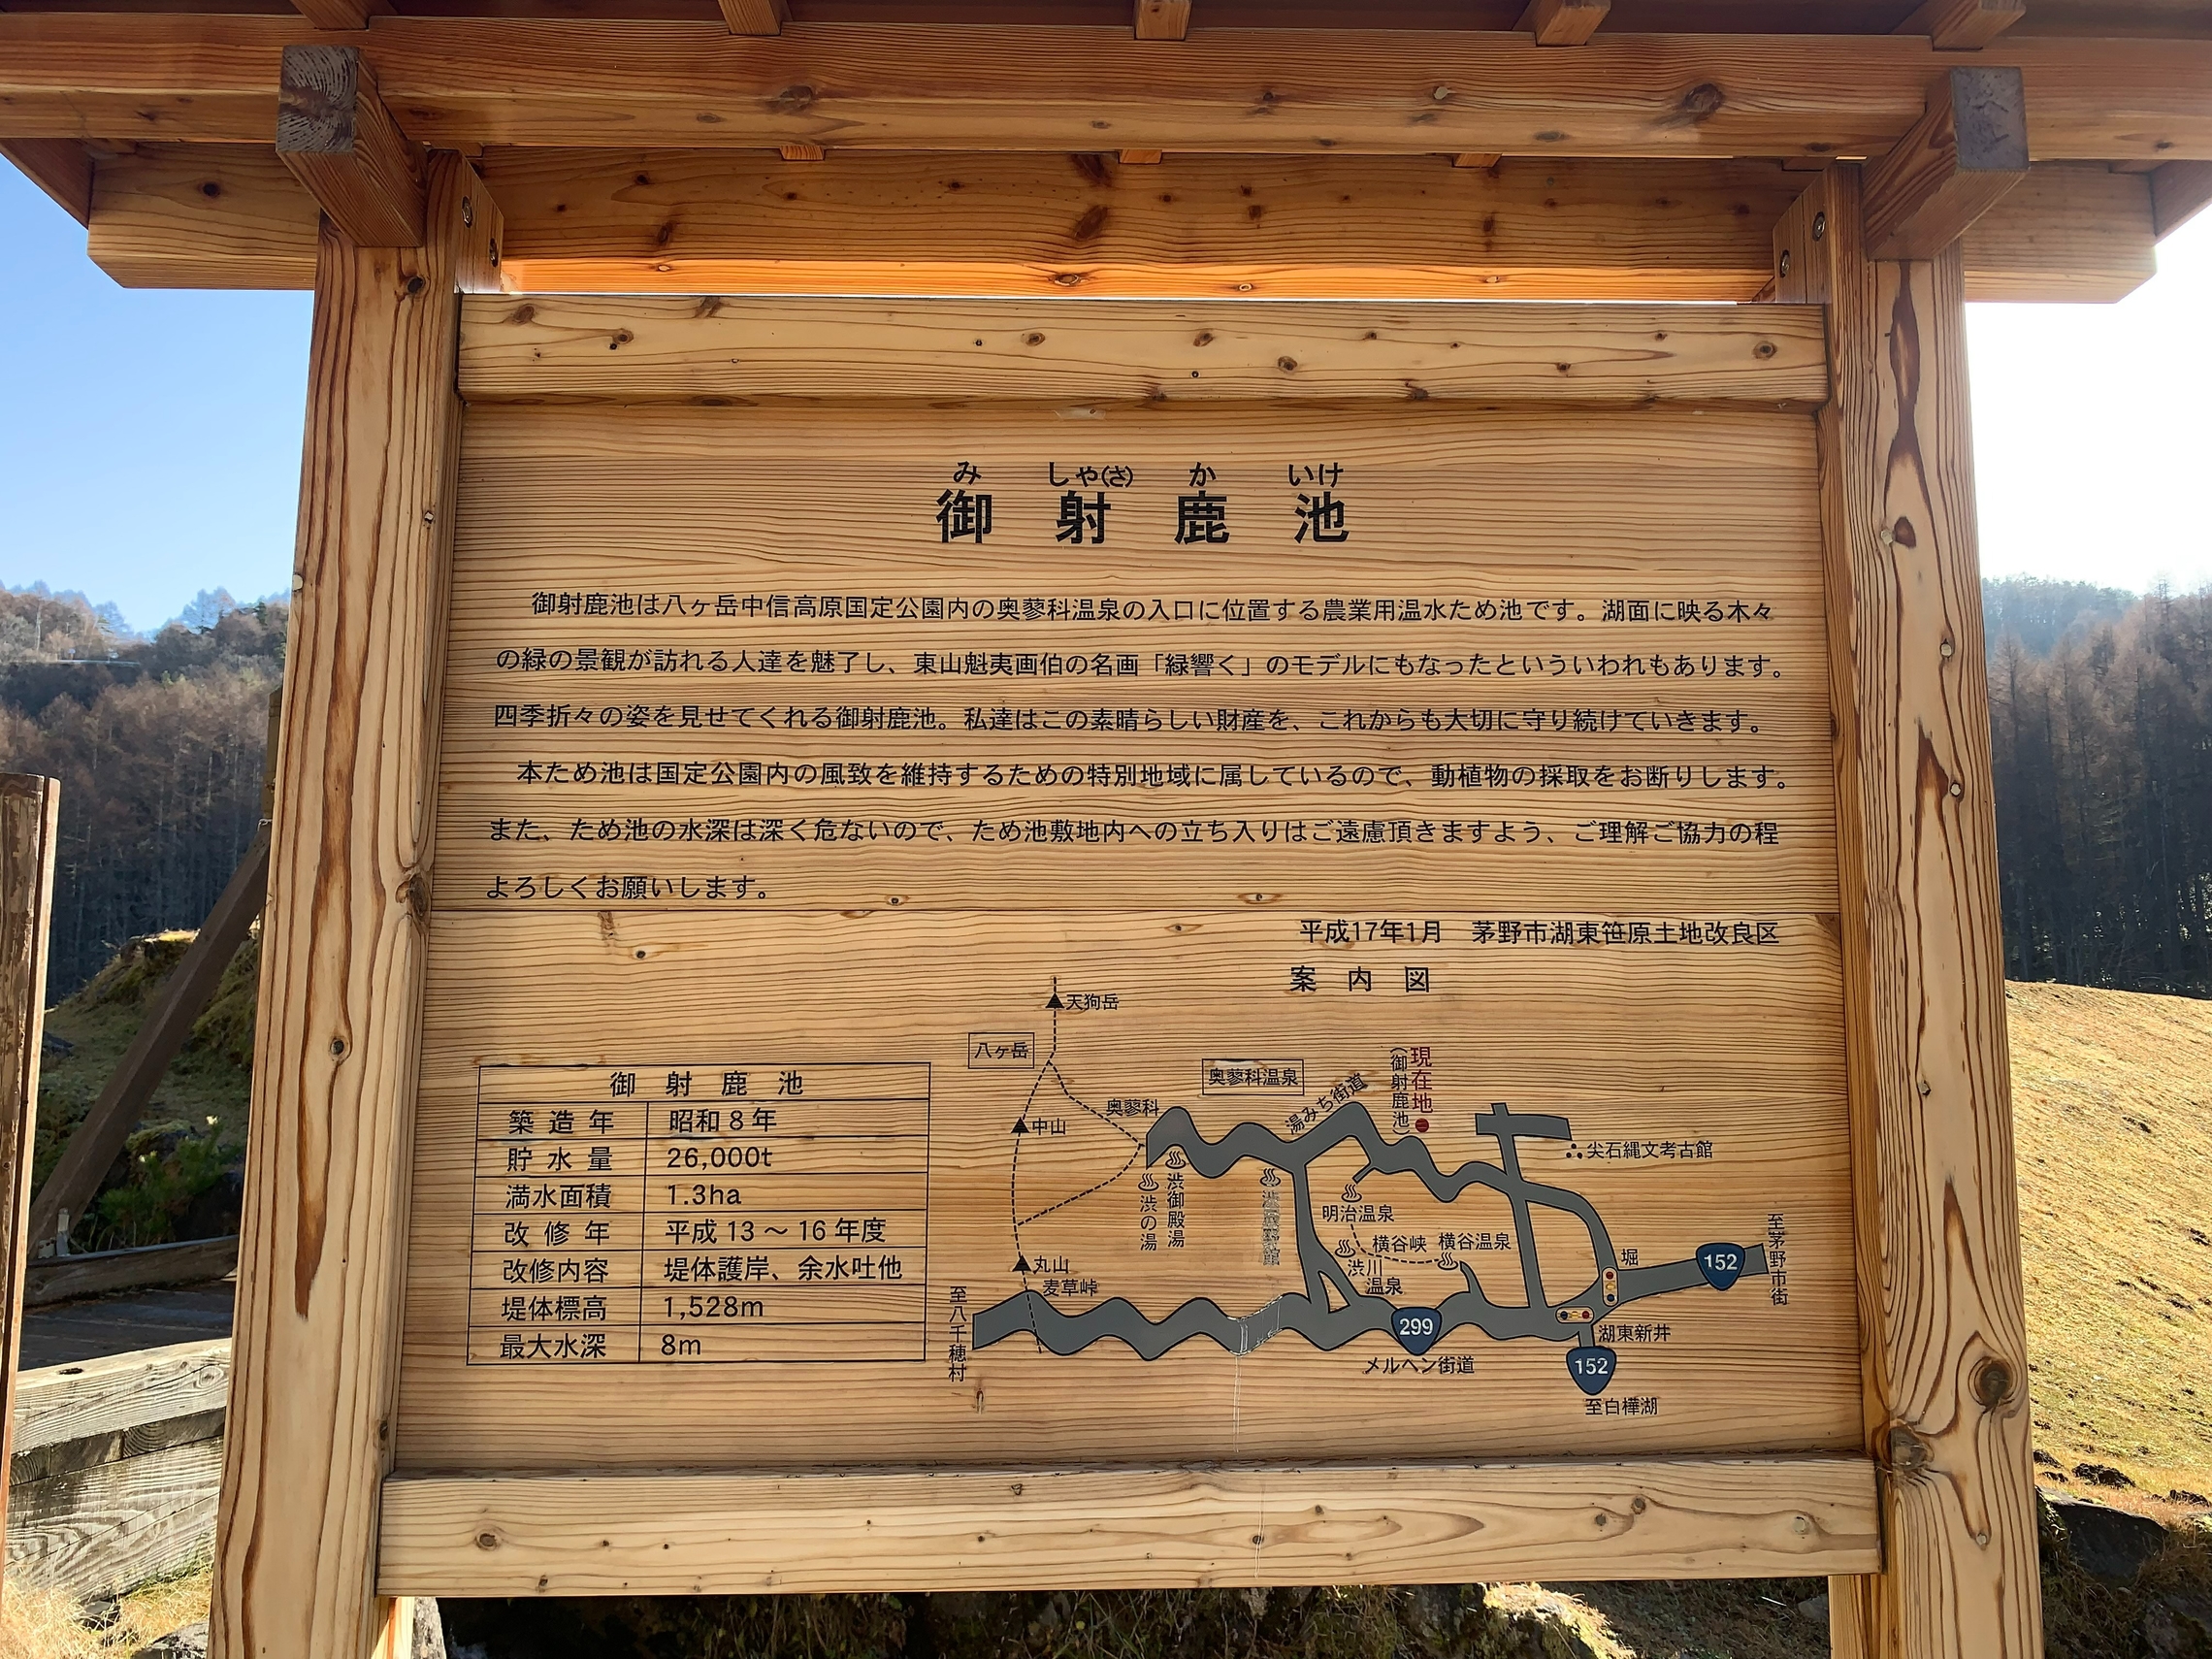 み しゃ(さ) か いけ
御射鹿池
御射鹿池は八ヶ岳中信高原国定公園内の奥蓼科温泉の入口に位置する農業用温水ため池です。湖面に映る木々
の緑の景観が訪れる人達を魅了し、東山魁夷画伯の名画「緑響く」のモデルにもなったといういわれもあります。
四季折々の姿を見せてくれる御射鹿池。私達はこの素晴らしい財産を、これからも大切に守り続けていきます。
本ため池は国定公園内の風致を維持するための特別地域に属しているので、動植物の採取をお断りします。
また、ため池の水深は深く危ないので、ため池敷地内への立ち入りはご遠慮頂きますよう、ご理解ご協力の程
よろしくお願いします。
平成17年1月 茅野市湖東笹原土地改良区
御射鹿池
築造年 昭和8年
貯水量 26,000t
満水面積 1.3ha
改修年 平成13～16年度
改修内容 堤体護岸、余水吐他
堤体標高 1,528m
最大水深 8m
案内図
天狗岳
八ヶ岳
奥蓼科温泉
湯みち街道
現在地
(御射鹿池)
奥蓼科
中山
尖石縄文考古館
渋御殿湯
渋の湯
明治温泉
横谷峡
横谷温泉
渋川
温泉
堀
152
至茅野市街
丸山
麦草峠
至八千穂村
299
メルヘン街道
湖東新井
152
至白樺湖